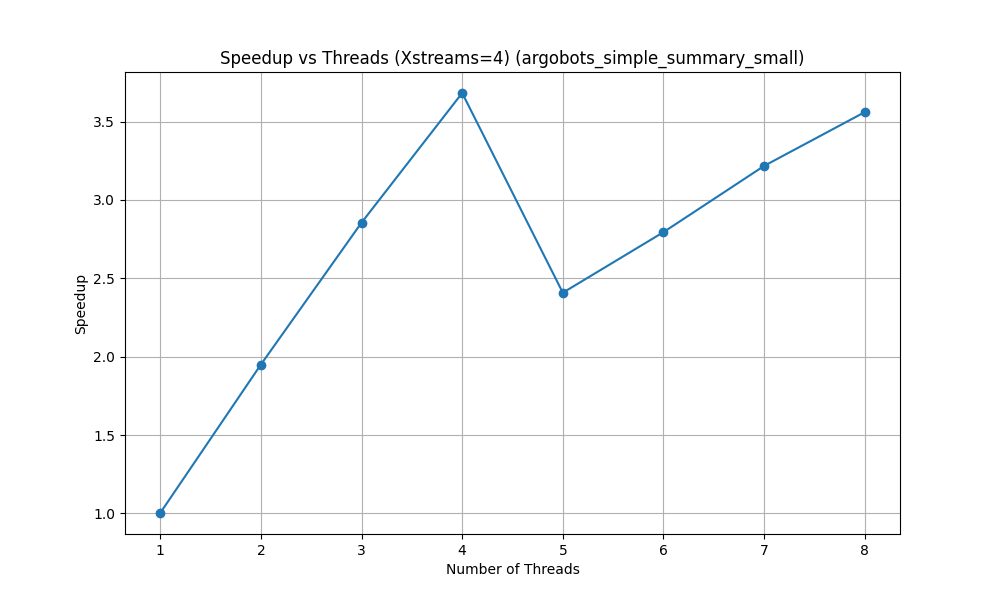 Speedup vs Threads (Xstreams=4) (argobots_simple_summary_small)
3.5
3.0
2.5
2.0
1.5
1.0
Speedup
1 2 3 4 5 6 7 8
Number of Threads